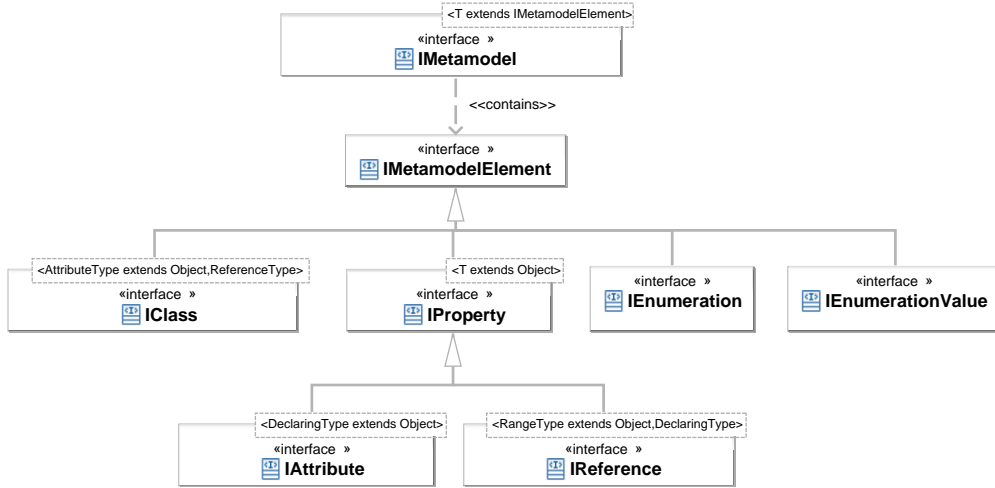 <T extends IMetamodelElement>
«interface »
IMetamodel
<<contains>>
«interface »
IMetamodelElement
<AttributeType extends Object,ReferenceType>
«interface »
IClass
<T extends Object>
«interface »
IProperty
«interface »
IEnumeration
«interface »
IEnumerationValue
<DeclaringType extends Object>
«interface »
IAttribute
<RangeType extends Object,DeclaringType>
«interface »
IReference